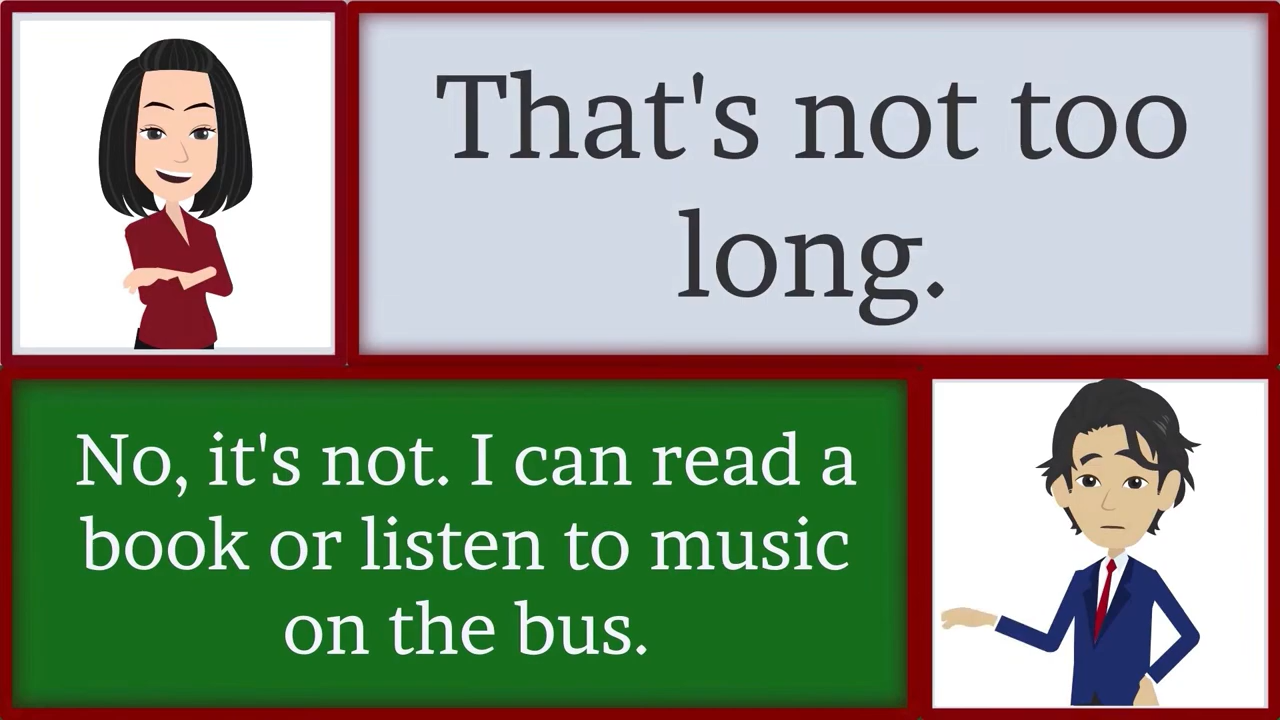 That's not too
long.
No, it's not. I can read a
book or listen to music
on the bus.